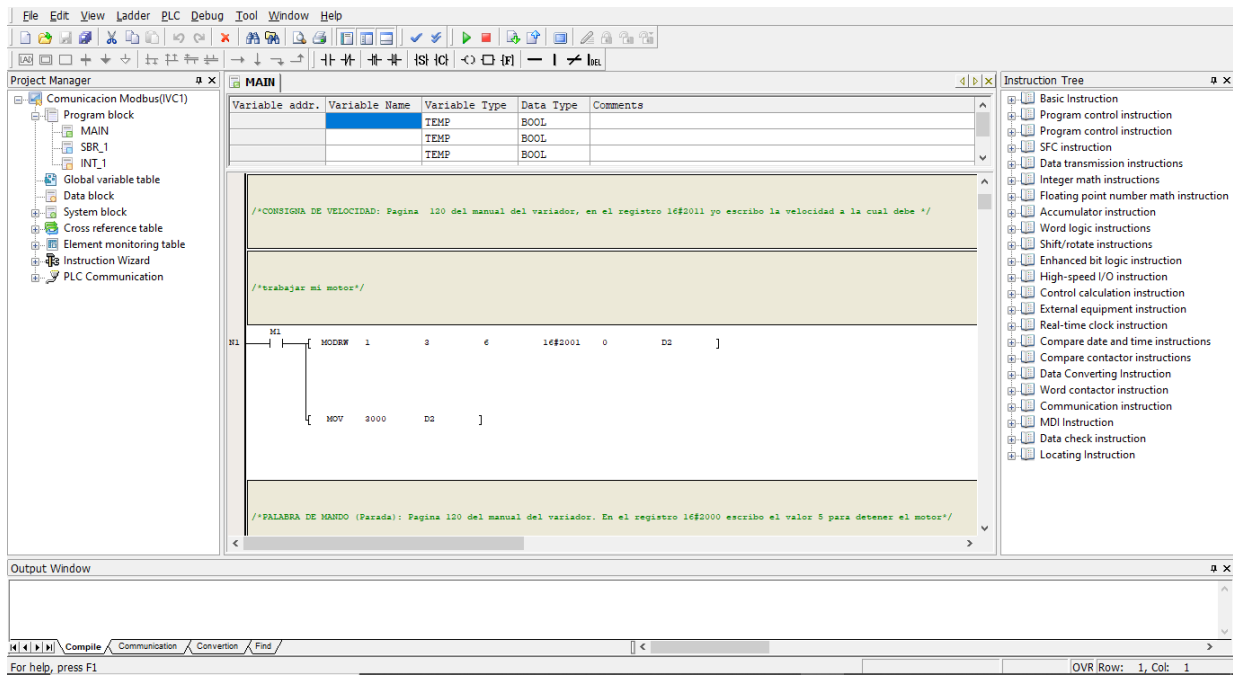 File Edit View Ladder PLC Debug Tool Window Help
Project Manager
Comunicacion Modbus(IVC1)
Program block
MAIN
SBR_1
INT_1
Global variable table
Data block
System block
Cross reference table
Element monitoring table
Instruction Wizard
PLC Communication
MAIN
Variable addr. Variable Name Variable Type Data Type Comments
TEMP BOOL
TEMP BOOL
TEMP BOOL
/*CONSIGNA DE VELOCIDAD: Pagina 120 del manual del variador, en el registro 16#2011 yo escribo la velocidad a la cual debe */
/*trabajar mi motor*/
M1
N1 [ MODRW 1 3 6 16#2001 0 D2 ]
[ MOV 3000 D2 ]
/*PALABRA DE MANDO (Parada): Pagina 120 del manual del variador. En el registro 16#2000 escribo el valor 5 para detener el motor*/
Instruction Tree
Basic Instruction
Program control instruction
Program control instruction
SFC instruction
Data transmission instructions
Integer math instructions
Floating point number math instruction
Accumulator instruction
Word logic instructions
Shift/rotate instructions
Enhanced bit logic instruction
High-speed I/O instruction
Control calculation instruction
External equipment instruction
Real-time clock instruction
Compare date and time instructions
Compare contactor instructions
Data Converting Instruction
Word contactor instruction
Communication instruction
MDI Instruction
Data check instruction
Locating Instruction
Output Window
Compile Communication Convertion Find
For help, press F1
OVR Row: 1, Col: 1